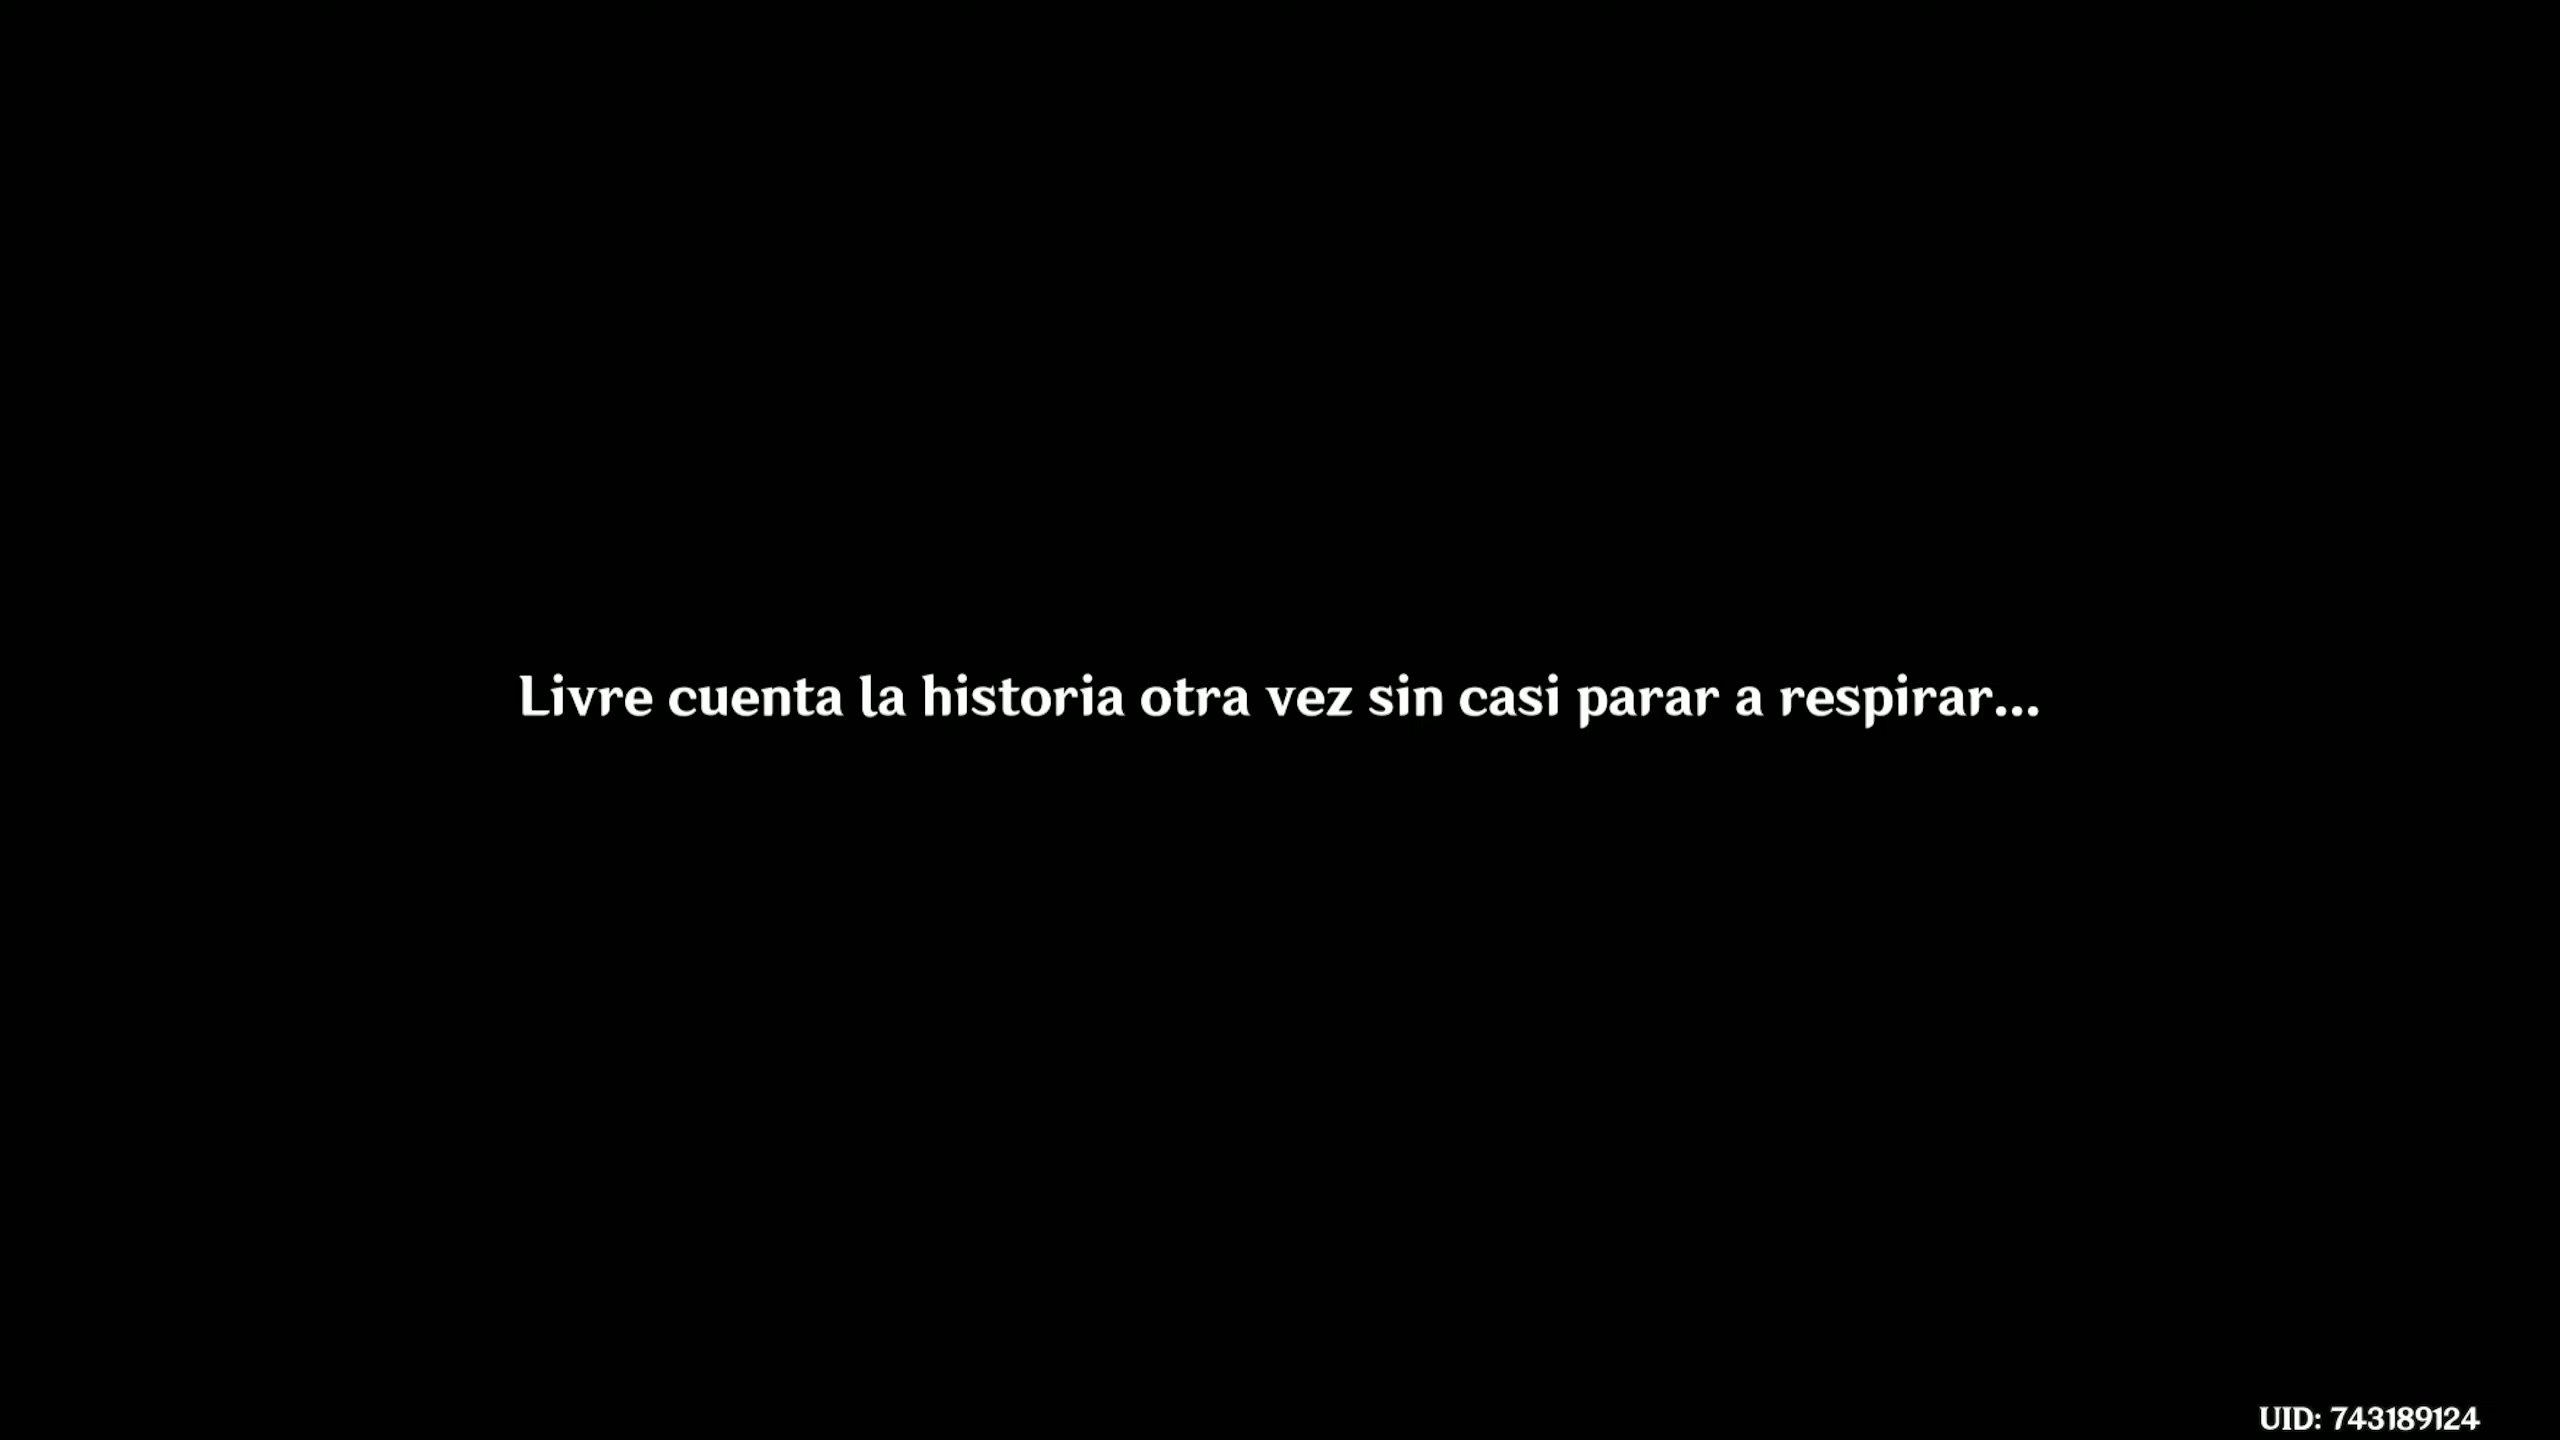 Livre cuenta la historia otra vez sin casi parar a respirar...
UID: 743189124